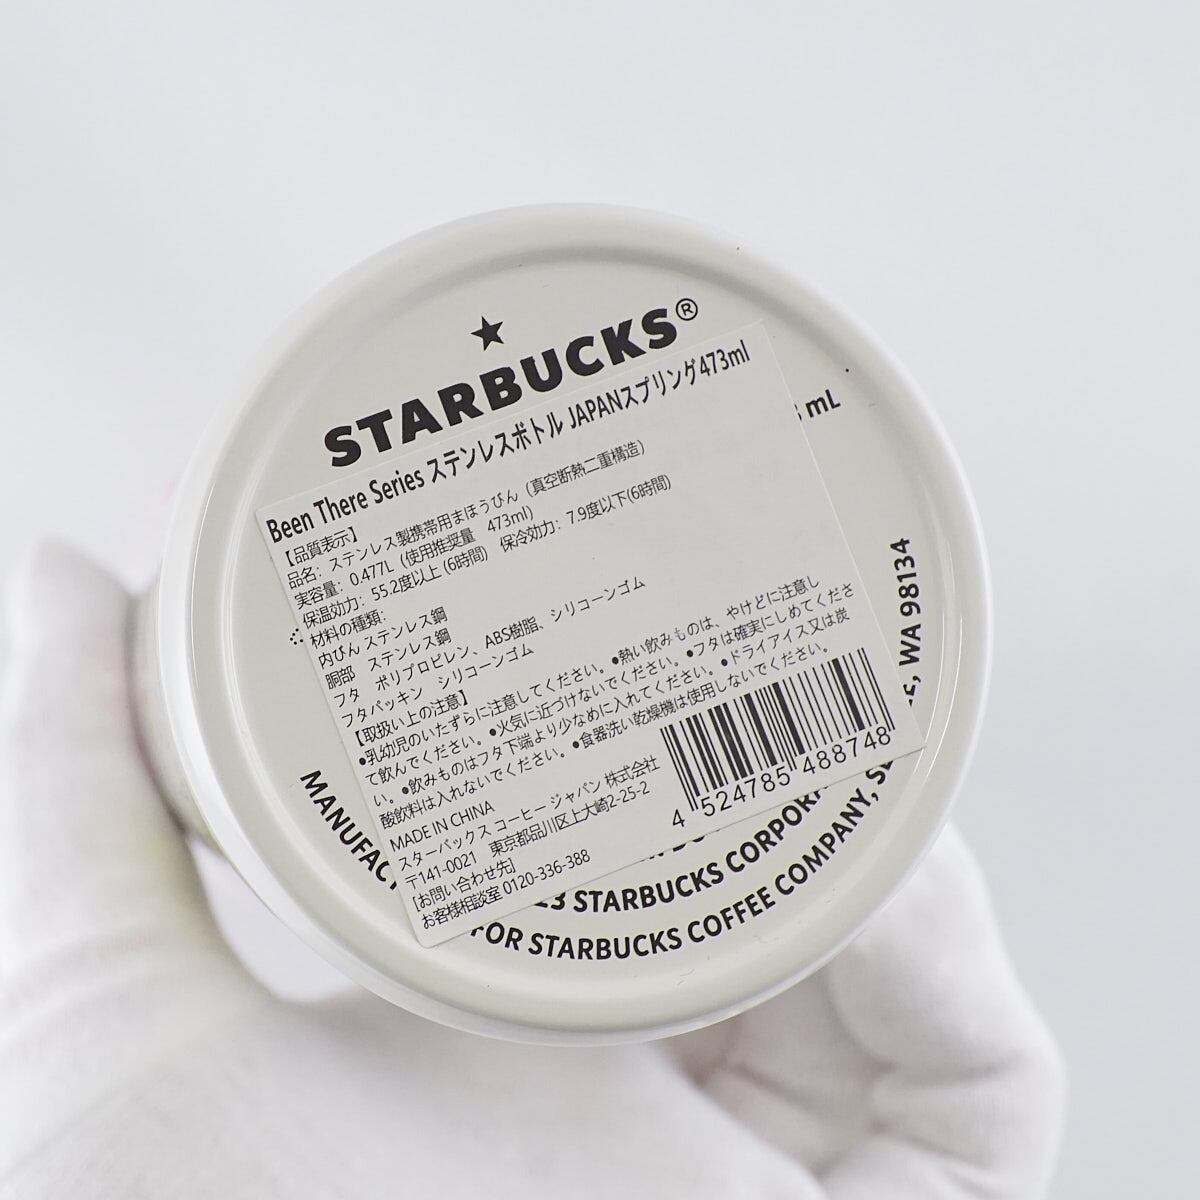 ★
STARBUCKS®
mL
Been There Series ステンレスボトル JAPANスプリング473ml
【品質表示】
品名：ステンレス製携帯用まほうびん（真空断熱二重構造）
実容量：0.477L（使用推奨量　473ml）
保温効力：55.2度以上(6時間)　保冷効力：7.9度以下(6時間)
材料の種類：
内びん ステンレス鋼
胴部　ステンレス鋼
フタ　ポリプロピレン、ABS樹脂、シリコーンゴム
フタパッキン　シリコーンゴム
【取扱い上の注意】
●乳幼児のいたずらに注意してください。●熱い飲みものは、やけどに注意し
て飲んでください。●火気に近づけないでください。●フタは確実にしめてくださ
い。●飲みものはフタ下端より少なめに入れてください。●ドライアイス又は炭
酸飲料は入れないでください。●食器洗い乾燥機は使用しないでください。
MADE IN CHINA
スターバックス コーヒー ジャパン 株式会社
〒141-0021　東京都品川区上大崎2-25-2
[お問い合わせ先]
お客様相談室 0120-336-388
4 524785 488748
WA 98134
23 STARBUCKS
FOR STARBUCKS COFFEE COMPANY,